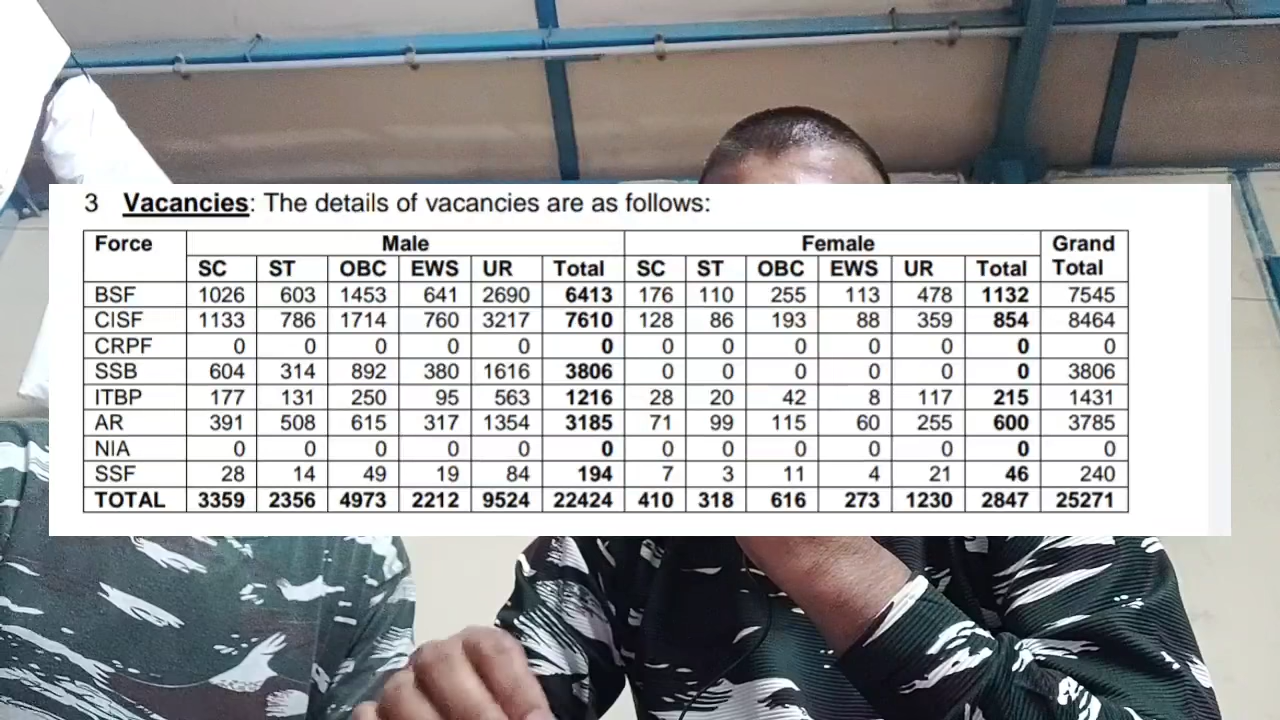 3 Vacancies: The details of vacancies are as follows:
Force Male Female Grand Total
SC ST OBC EWS UR Total SC ST OBC EWS UR Total
BSF 1026 603 1453 641 2690 6413 176 110 255 113 478 1132 7545
CISF 1133 786 1714 760 3217 7610 128 86 193 88 359 854 8464
CRPF 0 0 0 0 0 0 0 0 0 0 0 0 0
SSB 604 314 892 380 1616 3806 0 0 0 0 0 0 3806
ITBP 177 131 250 95 563 1216 28 20 42 8 117 215 1431
AR 391 508 615 317 1354 3185 71 99 115 60 255 600 3785
NIA 0 0 0 0 0 0 0 0 0 0 0 0 0
SSF 28 14 49 19 84 194 7 3 11 4 21 46 240
TOTAL 3359 2356 4973 2212 9524 22424 410 318 616 273 1230 2847 25271